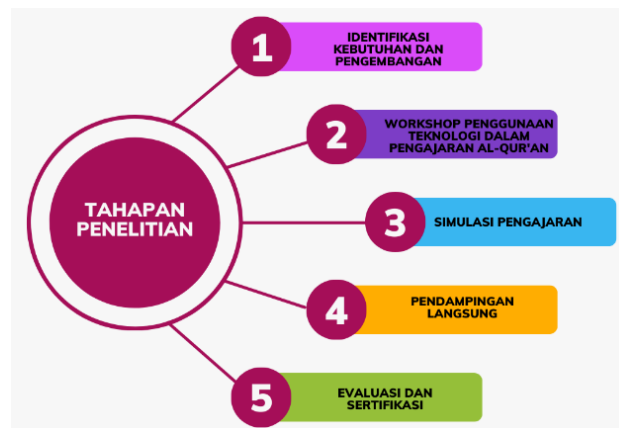 TAHAPAN
PENELITIAN
1
IDENTIFIKASI
KEBUTUHAN DAN
PENGEMBANGAN
2
WORKSHOP PENGGUNAAN
TEKNOLOGI DALAM
PENGAJARAN AL-QUR'AN
3
SIMULASI PENGAJARAN
4
PENDAMPINGAN
LANGSUNG
5
EVALUASI DAN
SERTIFIKASI